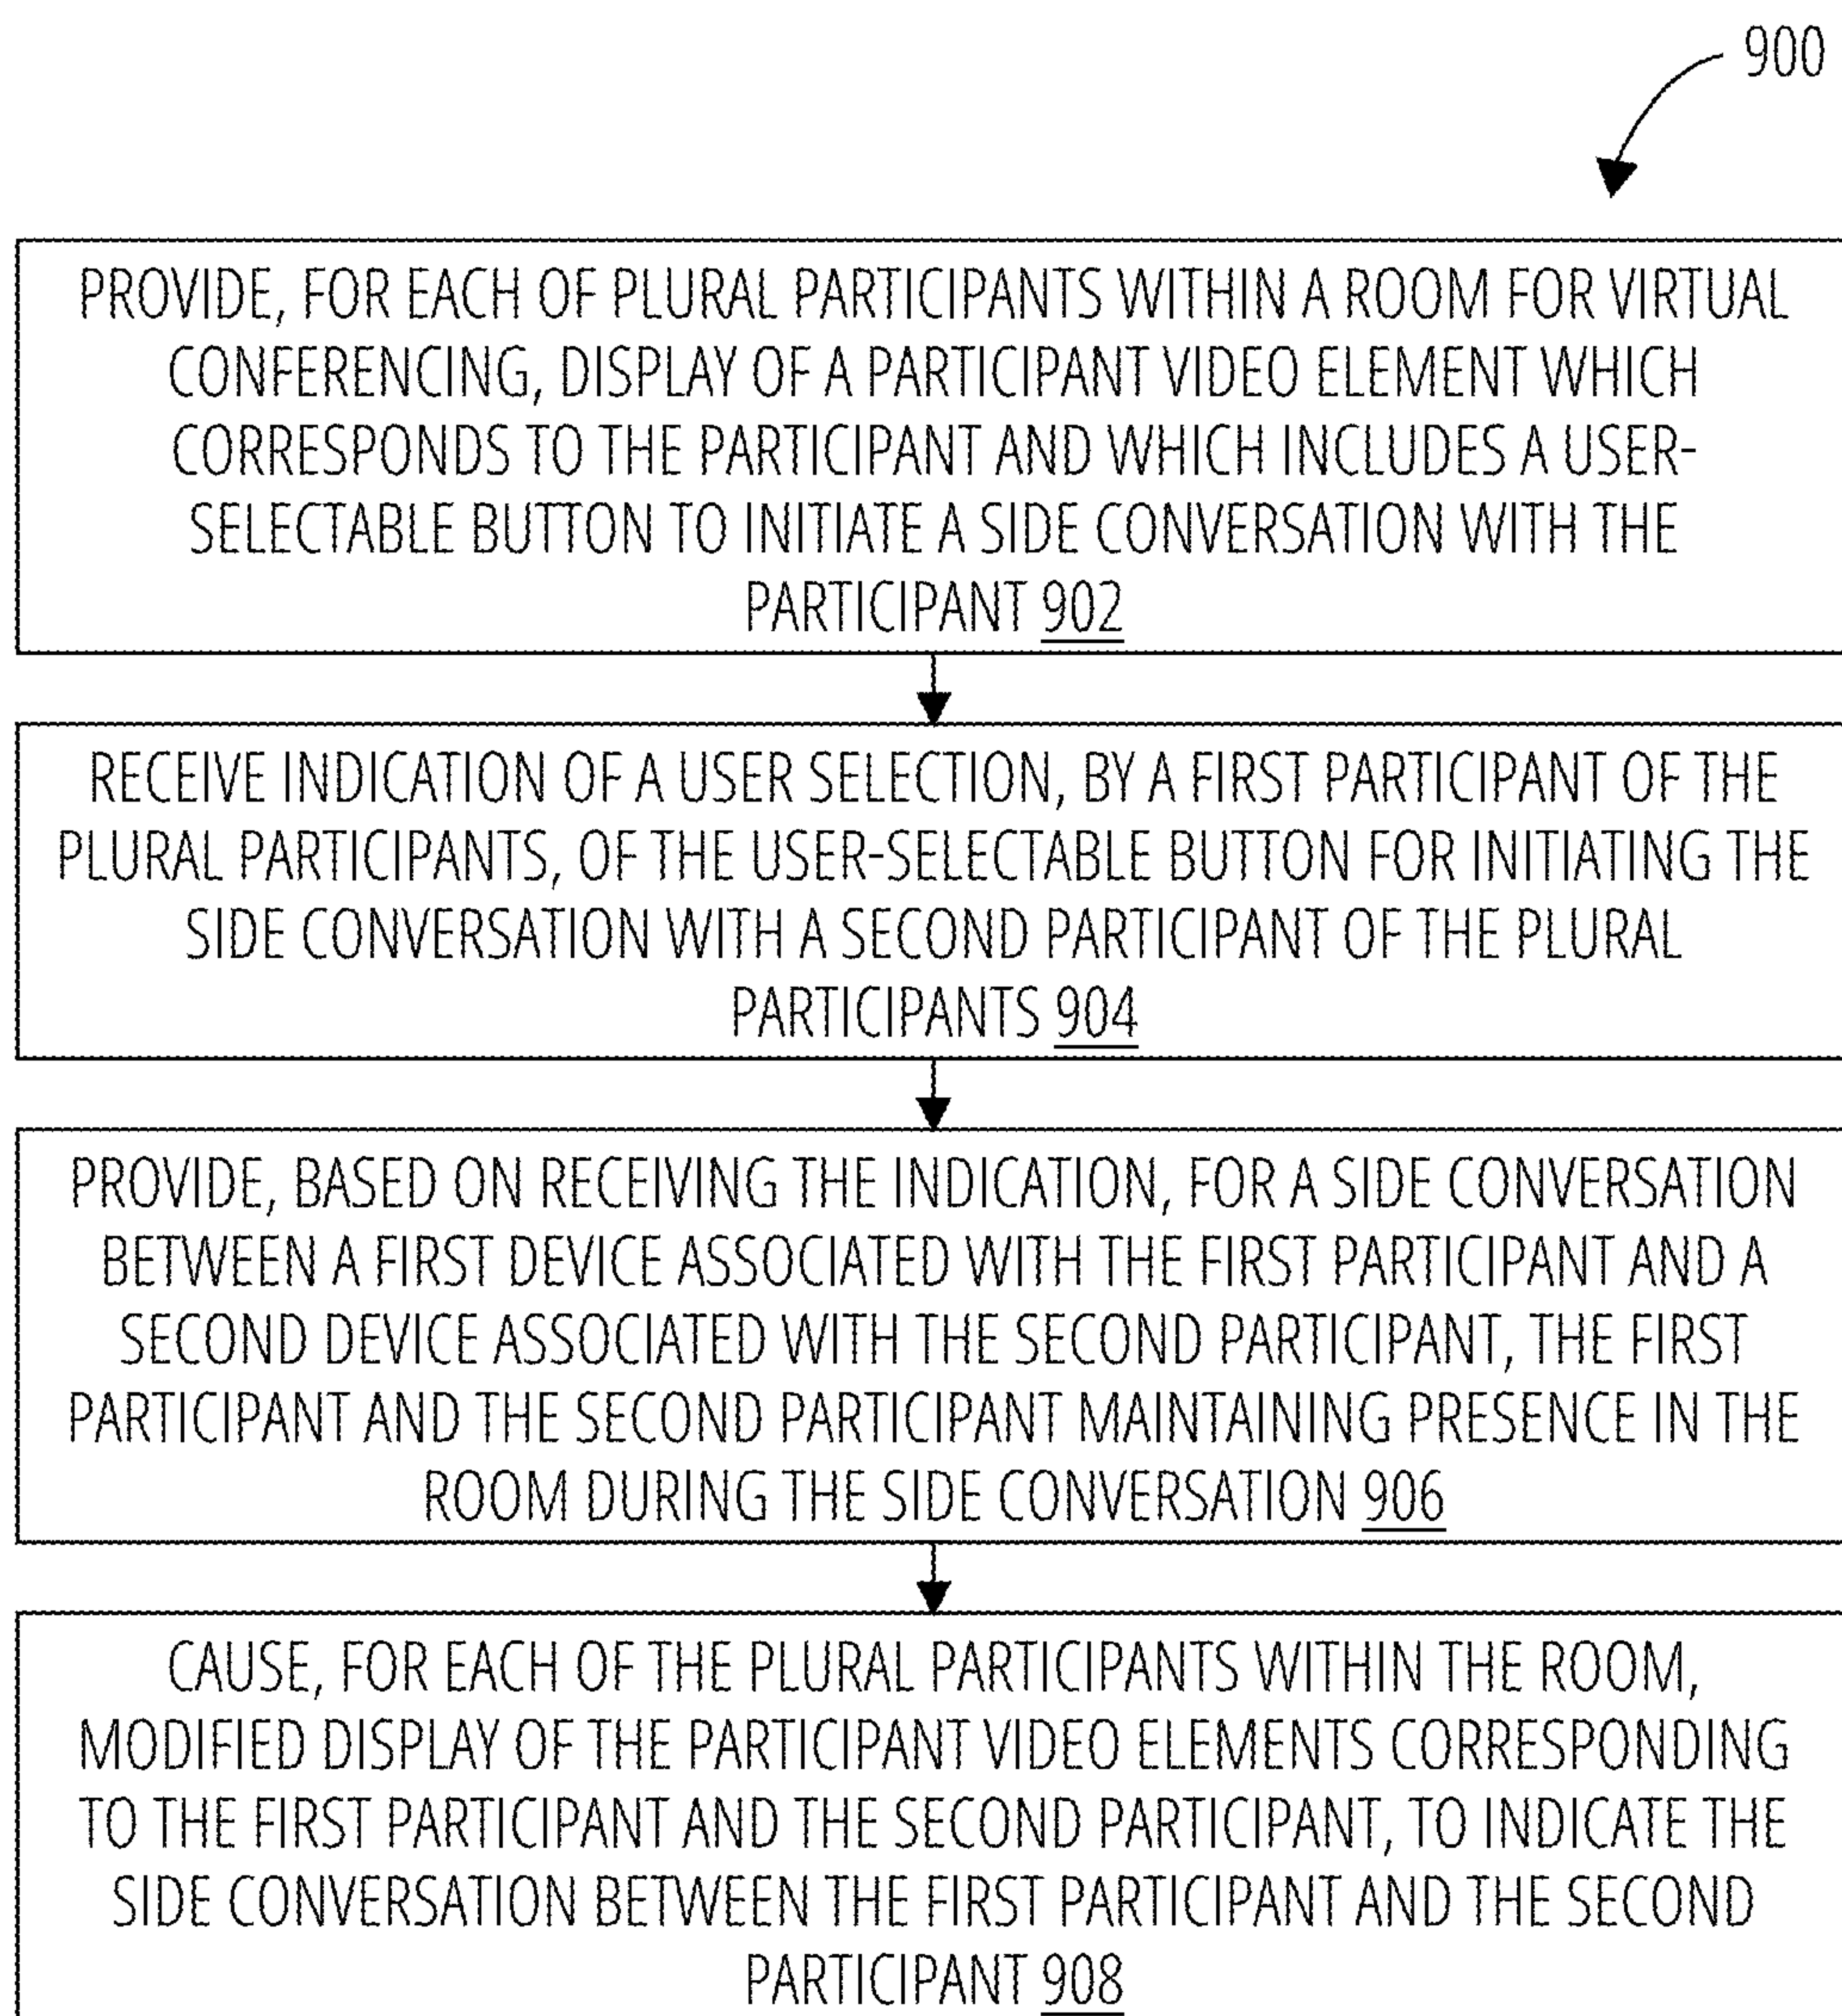 900
PROVIDE, FOR EACH OF PLURAL PARTICIPANTS WITHIN A ROOM FOR VIRTUAL
CONFERENCING, DISPLAY OF A PARTICIPANT VIDEO ELEMENT WHICH
CORRESPONDS TO THE PARTICIPANT AND WHICH INCLUDES A USER-
SELECTABLE BUTTON TO INITIATE A SIDE CONVERSATION WITH THE
PARTICIPANT 902
RECEIVE INDICATION OF A USER SELECTION, BY A FIRST PARTICIPANT OF THE
PLURAL PARTICIPANTS, OF THE USER-SELECTABLE BUTTON FOR INITIATING THE
SIDE CONVERSATION WITH A SECOND PARTICIPANT OF THE PLURAL
PARTICIPANTS 904
PROVIDE, BASED ON RECEIVING THE INDICATION, FOR A SIDE CONVERSATION
BETWEEN A FIRST DEVICE ASSOCIATED WITH THE FIRST PARTICIPANT AND A
SECOND DEVICE ASSOCIATED WITH THE SECOND PARTICIPANT, THE FIRST
PARTICIPANT AND THE SECOND PARTICIPANT MAINTAINING PRESENCE IN THE
ROOM DURING THE SIDE CONVERSATION 906
CAUSE, FOR EACH OF THE PLURAL PARTICIPANTS WITHIN THE ROOM,
MODIFIED DISPLAY OF THE PARTICIPANT VIDEO ELEMENTS CORRESPONDING
TO THE FIRST PARTICIPANT AND THE SECOND PARTICIPANT, TO INDICATE THE
SIDE CONVERSATION BETWEEN THE FIRST PARTICIPANT AND THE SECOND
PARTICIPANT 908